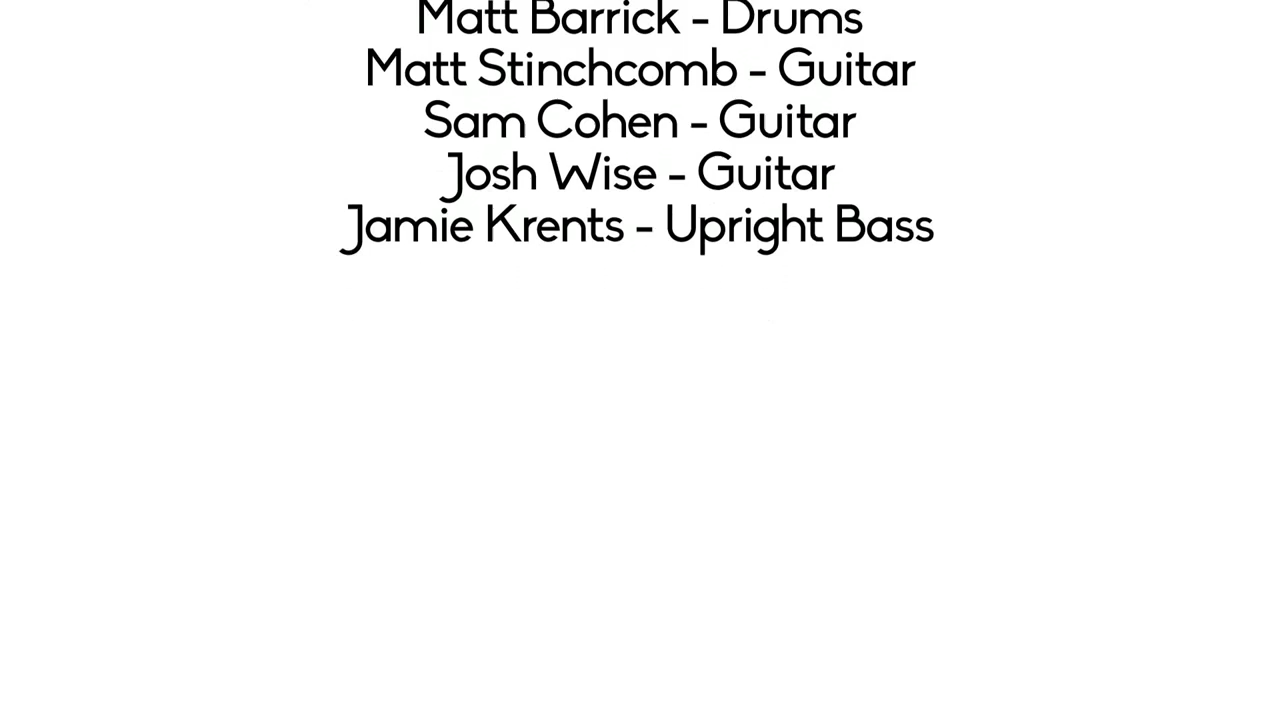 Matt Barrick - Drums
Matt Stinchcomb - Guitar
Sam Cohen - Guitar
Josh Wise - Guitar
Jamie Krents - Upright Bass